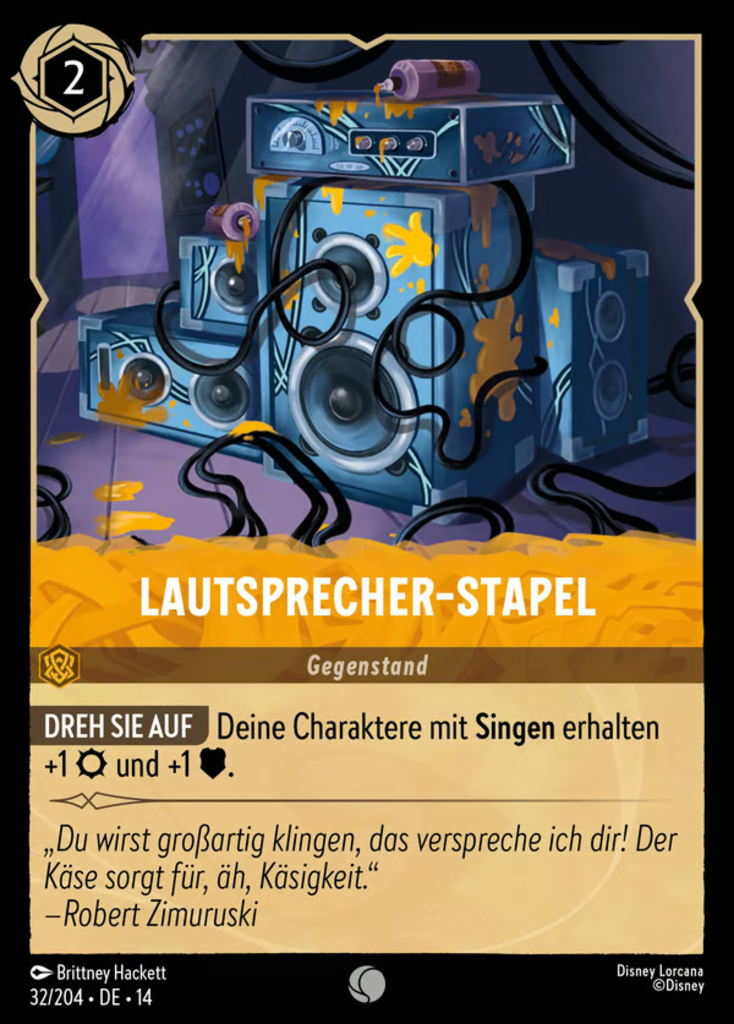 2
LAUTSPRECHER-STAPEL
Gegenstand
DREH SIE AUF Deine Charaktere mit Singen erhalten
+1 und +1.
„Du wirst großartig klingen, das verspreche ich dir! Der
Käse sorgt für, äh, Käsigkeit.“
–Robert Zimuruski
Brittney Hackett
Disney Lorcana
32/204 • DE • 14
©Disney